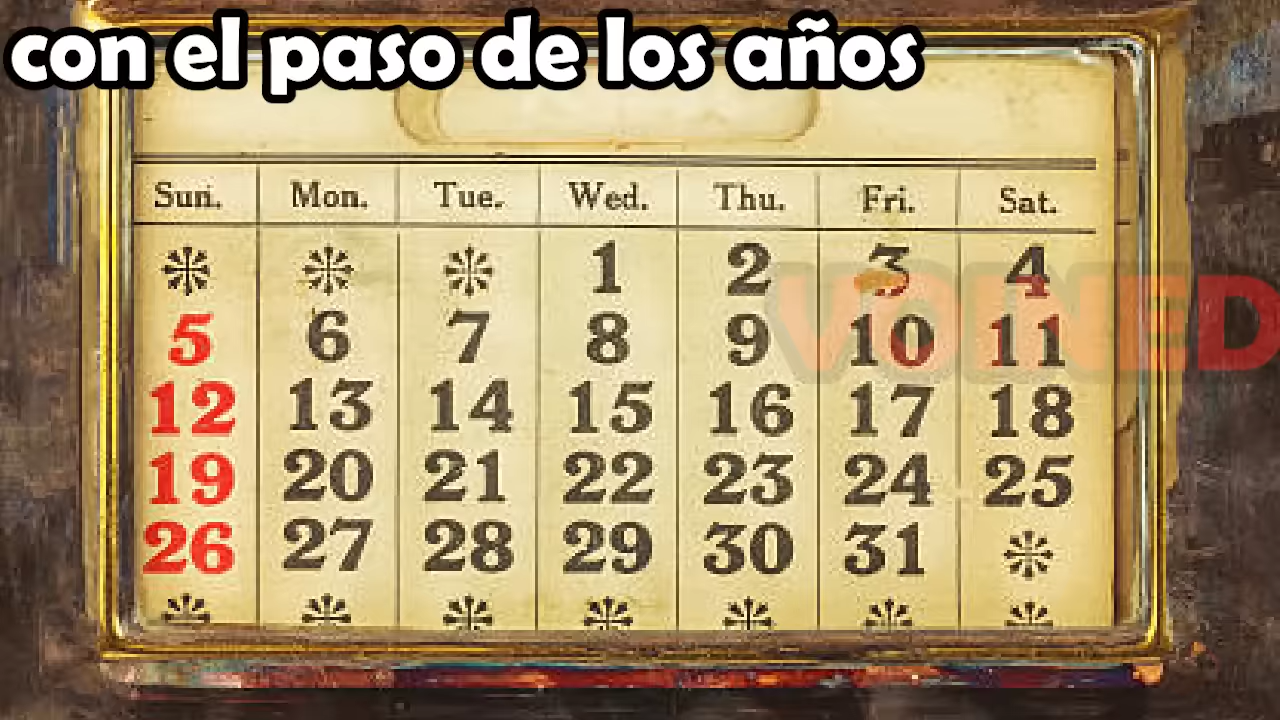 con el paso de los años
Sun. Mon. Tue. Wed. Thu. Fri. Sat.
1 2 3 4
5 6 7 8 9 10 11
12 13 14 15 16 17 18
19 20 21 22 23 24 25
26 27 28 29 30 31